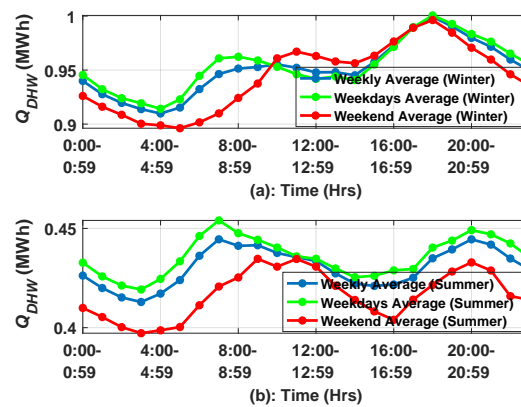 1
0.95
0.9
Q_DHW (MWh)
Weekly Average (Winter)
Weekdays Average (Winter)
Weekend Average (Winter)
0:00- 4:00- 8:00- 12:00- 16:00- 20:00-
0:59 4:59 8:59 12:59 16:59 20:59
(a): Time (Hrs)
0.45
0.4
Q_DHW (MWh)
Weekly Average (Summer)
Weekdays Average (Summer)
Weekend Average (Summer)
0:00- 4:00- 8:00- 12:00- 16:00- 20:00-
0:59 4:59 8:59 12:59 16:59 20:59
(b): Time (Hrs)